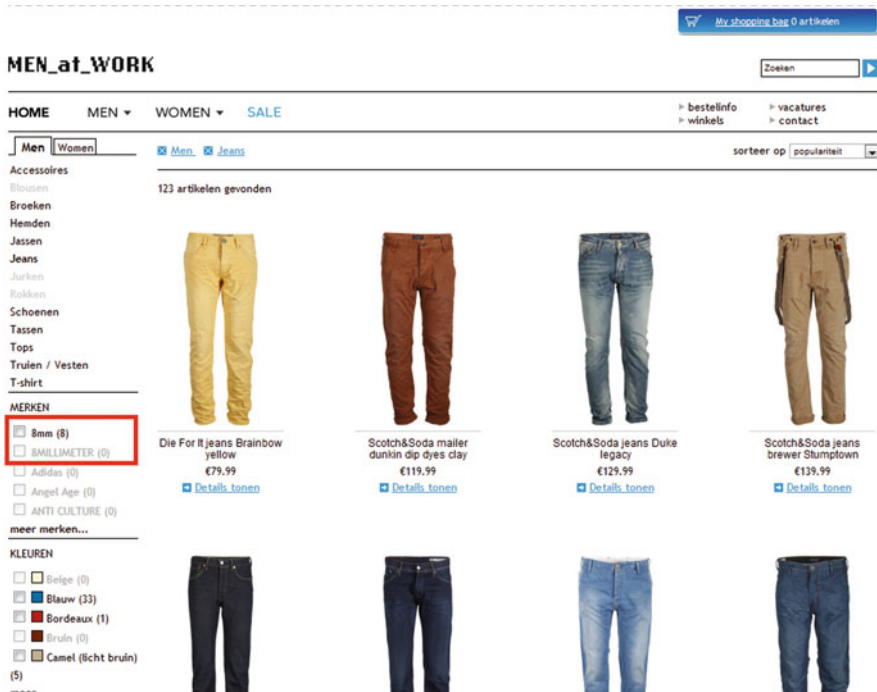 My shopping bag 0 artikelen
MEN_at_WORK
Zoeken
HOME MEN WOMEN SALE
bestelinfo vacatures
winkels contact
Men Women
Men Jeans
sorteer op populariteit
123 artikelen gevonden
Accessoires
Blousen
Broeken
Hemden
Jassen
Jeans
Jurken
Rokken
Schoenen
Tassen
Tops
Truien / Vesten
T-shirt
MERKEN
8mm (8)
8MILLIMETER (0)
Adidas (0)
Angel Age (0)
ANTI CULTURE (0)
meer merken...
KLEUREN
Beige (0)
Blauw (33)
Bordeaux (1)
Bruin (0)
Camel (licht bruin)
(5)
Die For It jeans Brainbow
yellow
€79.99
Details tonen
Scotch&Soda mailer
dunkin dip dyes clay
€119.99
Details tonen
Scotch&Soda jeans Duke
legacy
€129.99
Details tonen
Scotch&Soda jeans
brewer Stumptown
€139.99
Details tonen